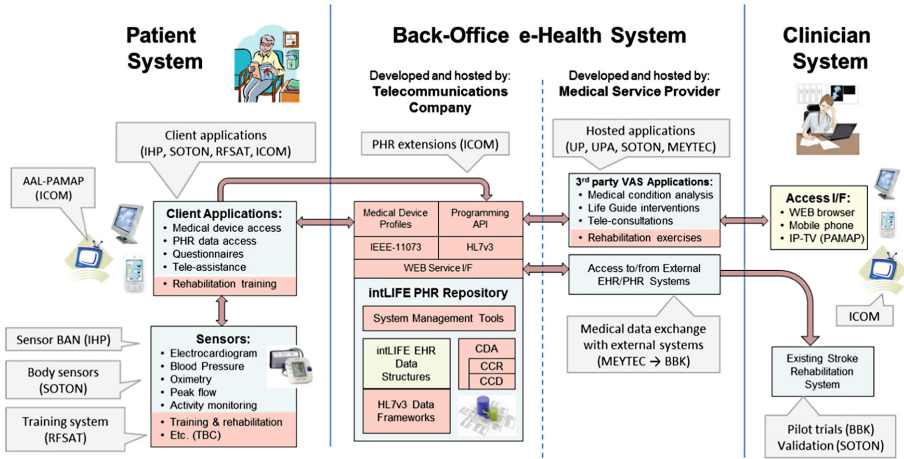 Patient
System
Back-Office e-Health System
Clinician
System
Developed and hosted by:
Telecommunications
Company
Developed and hosted by:
Medical Service Provider
Client applications
(IHP, SOTON, RFSAT, ICOM)
PHR extensions (ICOM)
Hosted applications
(UP, UPA, SOTON, MEYTEC)
AAL-PAMAP
(ICOM)
Client Applications:
• Medical device access
• PHR data access
• Questionnaires
• Tele-assistance
• Rehabilitation training
Medical Device
Profiles
Programming
API
IEEE-11073
HL7v3
WEB Service I/F
3rd party VAS Applications:
• Medical condition analysis
• Life Guide interventions
• Tele-consultations
• Rehabilitation exercises
Access I/F:
• WEB browser
• Mobile phone
• IP-TV (PAMAP)
Access to/from External
EHR/PHR Systems
ICOM
intLIFE PHR Repository
System Management Tools
intLIFE EHR
Data
Structures
CDA
CCR
CCD
HL7v3 Data
Frameworks
Sensor BAN (IHP)
Body sensors
(SOTON)
Training system
(RFSAT)
Sensors:
• Electrocardiogram
• Blood Pressure
• Oximetry
• Peak flow
• Activity monitoring
• Training & rehabilitation
• Etc. (TBC)
Medical data exchange
with external systems
(MEYTEC → BBK)
Existing Stroke
Rehabilitation
System
Pilot trials (BBK)
Validation (SOTON)